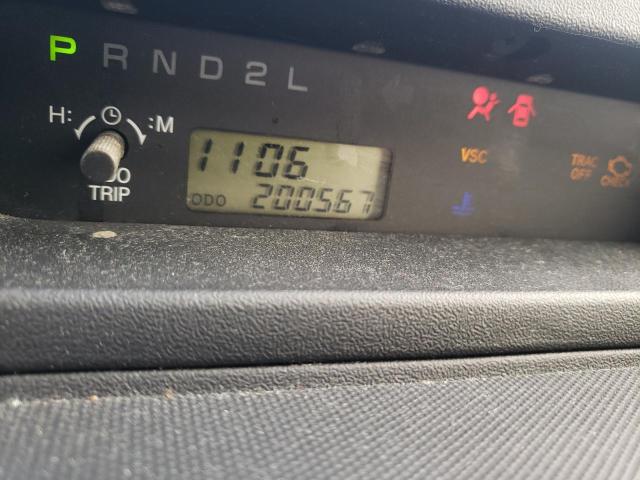 P R N D 2 L
H: :M
1106
VSC
TRAC
OFF
CHECK
TRIP
ODO 200567